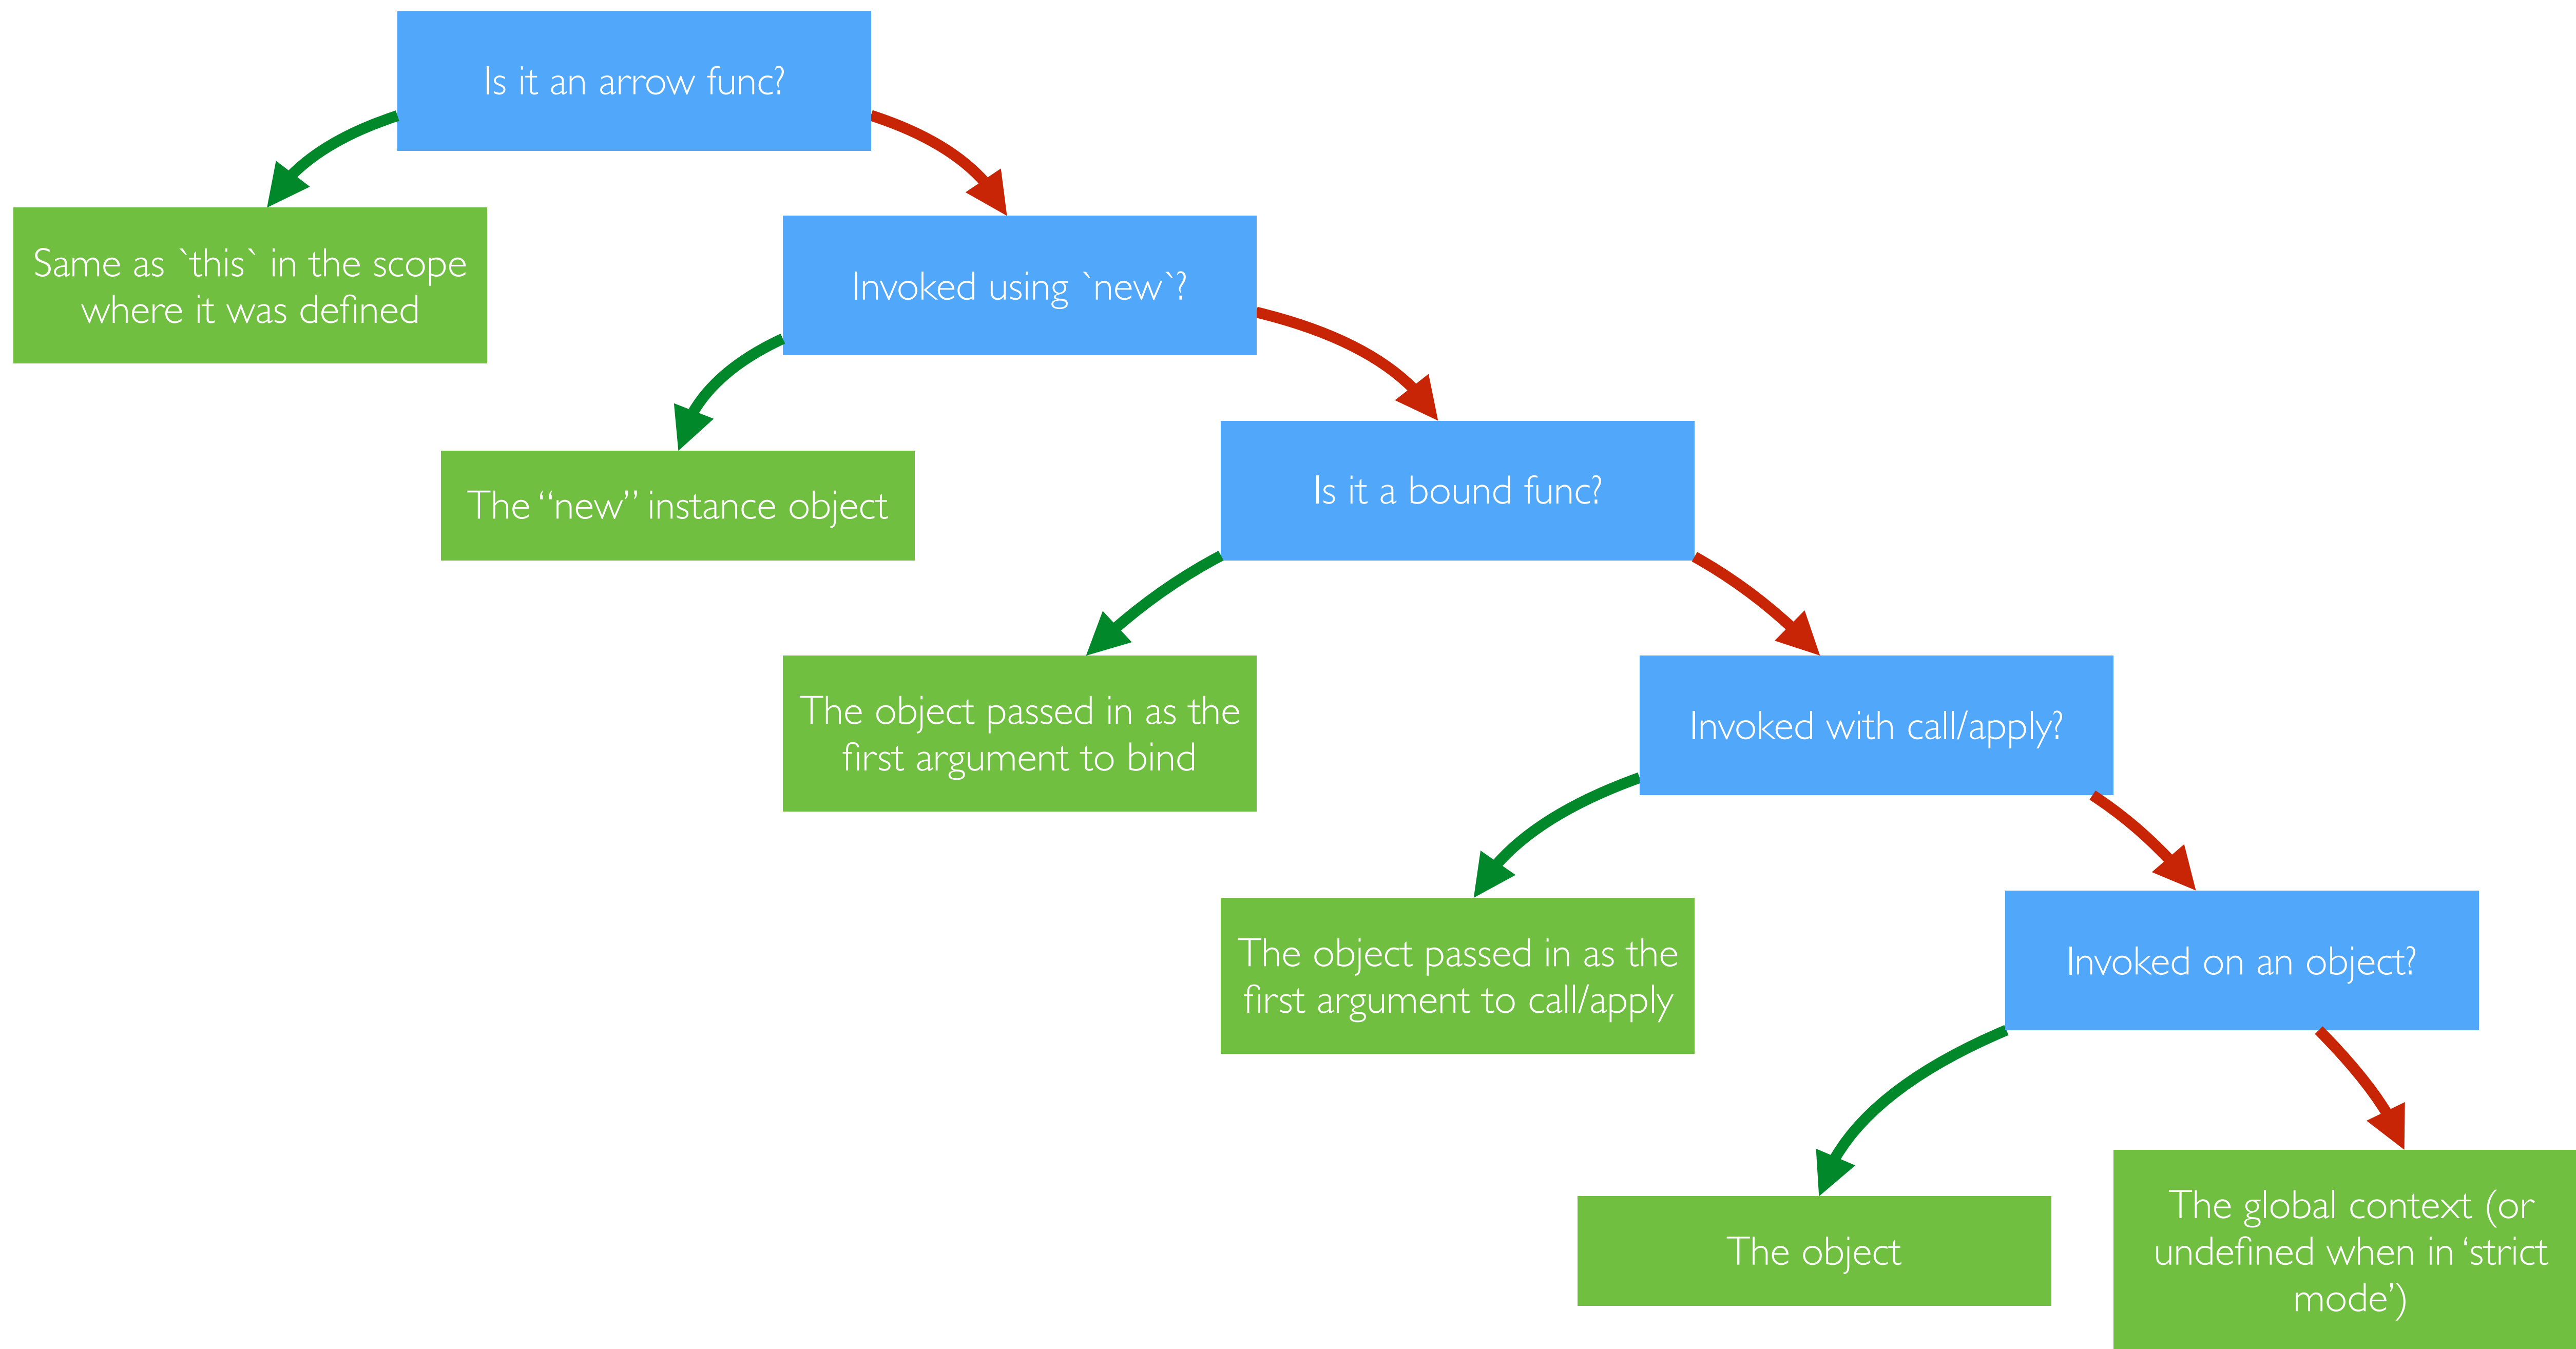 Is it an arrow func?
Same as `this` in the scope
where it was defined
Invoked using `new`?
The “new” instance object
Is it a bound func?
The object passed in as the
first argument to bind
Invoked with call/apply?
The object passed in as the
first argument to call/apply
Invoked on an object?
The object
The global context (or
undefined when in ‘strict
mode’)